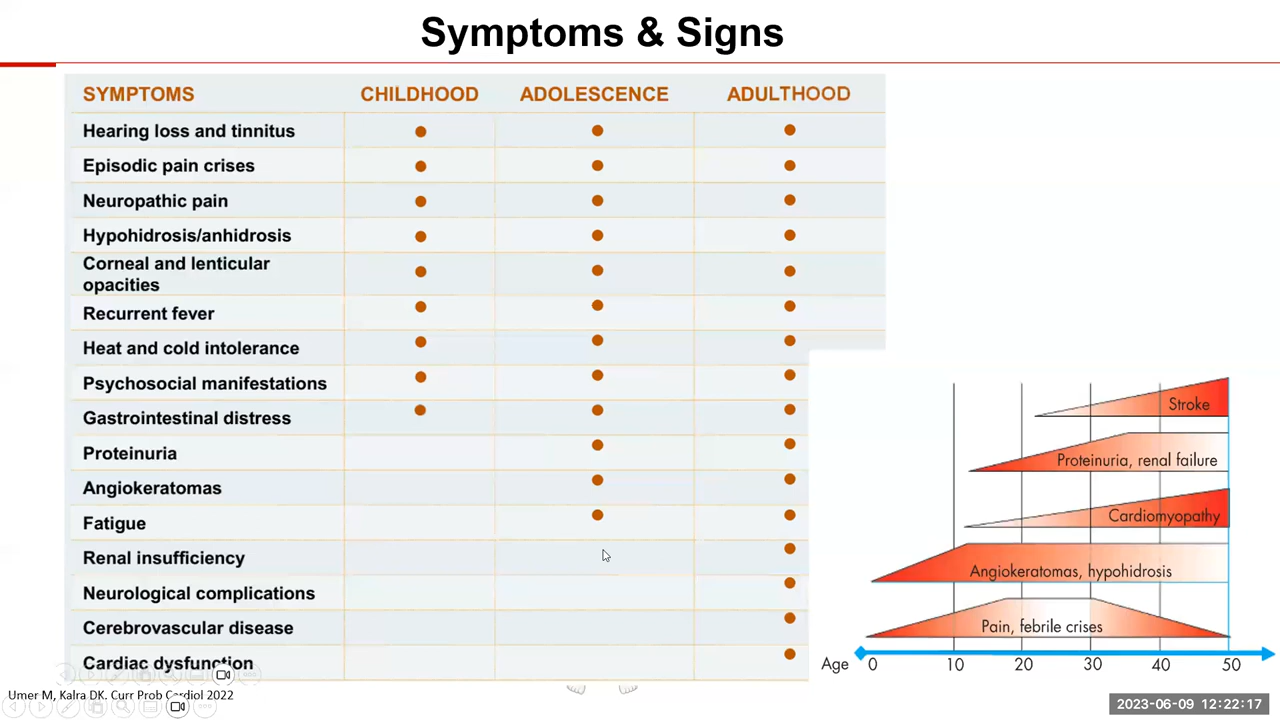 Symptoms & Signs
SYMPTOMS CHILDHOOD ADOLESCENCE ADULTHOOD
Hearing loss and tinnitus
Episodic pain crises
Neuropathic pain
Hypohidrosis/anhidrosis
Corneal and lenticular
opacities
Recurrent fever
Heat and cold intolerance
Psychosocial manifestations
Gastrointestinal distress
Proteinuria
Angiokeratomas
Fatigue
Renal insufficiency
Neurological complications
Cerebrovascular disease
Cardiac dysfunction
Stroke
Proteinuria, renal failure
Cardiomyopathy
Angiokeratomas, hypohidrosis
Pain, febrile crises
Age 0 10 20 30 40 50
Umer M, Kalra DK. Curr Prob Cardiol 2022
2023-06-09 12:22:17